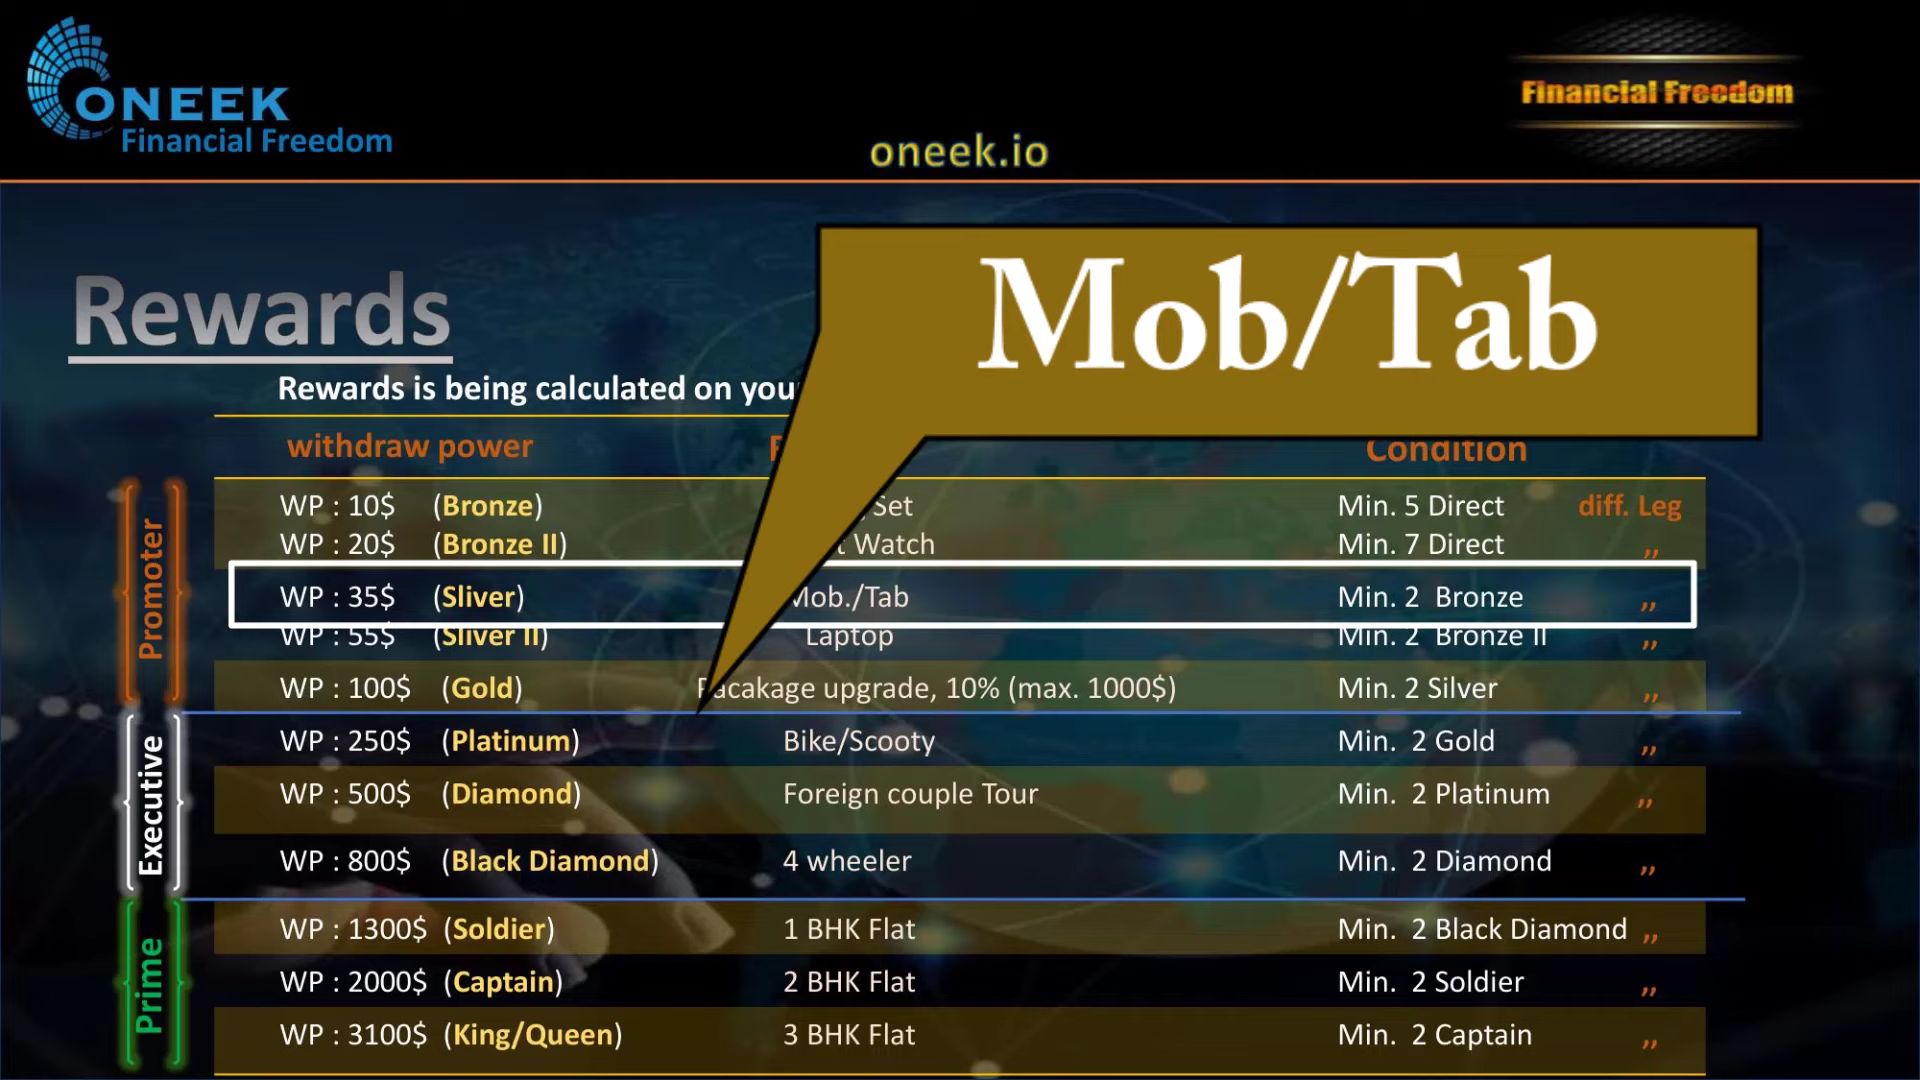 ONEEK
Financial Freedom
oneek.io
Financial Freedom
Mob/Tab
Rewards
Rewards is being calculated on you
withdraw power Condition
Promoter
WP : 10$ (Bronze) Set Min. 5 Direct diff. Leg
WP : 20$ (Bronze II) Watch Min. 7 Direct ,,
WP : 35$ (Sliver) Mob./Tab Min. 2 Bronze ,,
WP : 55$ (Sliver II) Laptop Min. 2 Bronze II ,,
WP : 100$ (Gold) Pacakage upgrade, 10% (max. 1000$) Min. 2 Silver ,,
Executive
WP : 250$ (Platinum) Bike/Scooty Min. 2 Gold ,,
WP : 500$ (Diamond) Foreign couple Tour Min. 2 Platinum ,,
WP : 800$ (Black Diamond) 4 wheeler Min. 2 Diamond ,,
Prime
WP : 1300$ (Soldier) 1 BHK Flat Min. 2 Black Diamond ,,
WP : 2000$ (Captain) 2 BHK Flat Min. 2 Soldier ,,
WP : 3100$ (King/Queen) 3 BHK Flat Min. 2 Captain ,,